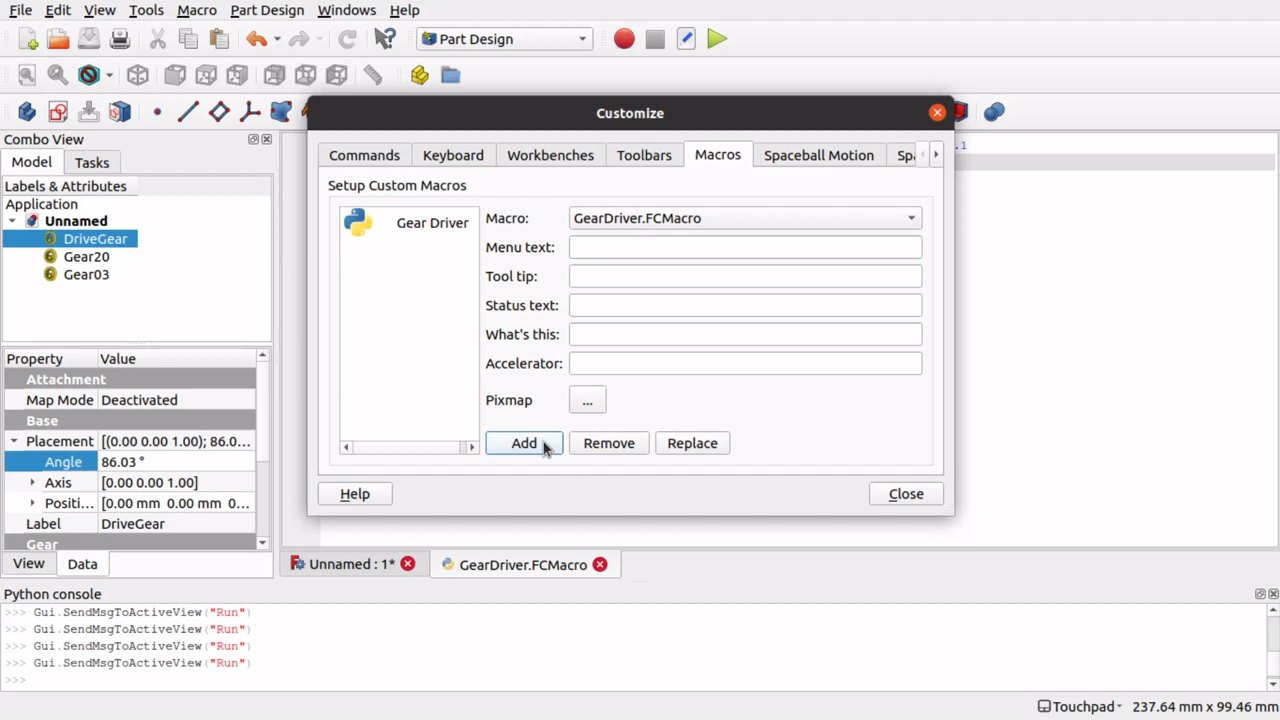 File Edit View Tools Macro Part Design Windows Help
Part Design
Combo View
Model Tasks
Labels & Attributes
Application
Unnamed
DriveGear
Gear20
Gear03
Property Value
Attachment
Map Mode Deactivated
Base
Placement [(0.00 0.00 1.00); 86.0...
Angle 86.03 °
Axis [0.00 0.00 1.00]
Positi... [0.00 mm 0.00 mm 0...
Label DriveGear
Gear
View Data
Customize
Commands Keyboard Workbenches Toolbars Macros Spaceball Motion Sp
Setup Custom Macros
Gear Driver
Macro: GearDriver.FCMacro
Menu text:
Tool tip:
Status text:
What's this:
Accelerator:
Pixmap ...
Add Remove Replace
Help Close
.1
Unnamed : 1* GearDriver.FCMacro
Python console
>>> Gui.SendMsgToActiveView("Run")
>>> Gui.SendMsgToActiveView("Run")
>>> Gui.SendMsgToActiveView("Run")
>>> Gui.SendMsgToActiveView("Run")
>>>
Touchpad 237.64 mm x 99.46 mm